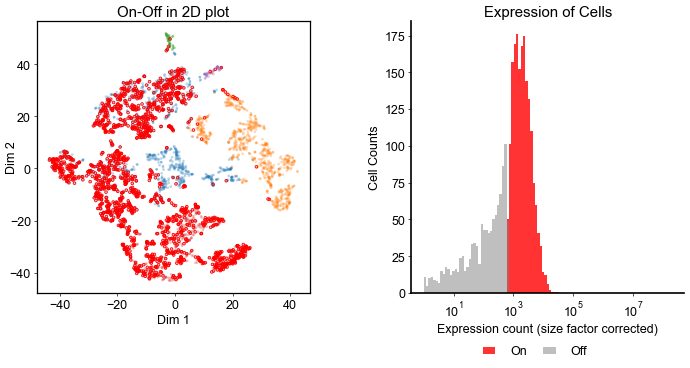 On-Off in 2D plot
Dim 2
40
20
0
−20
−40
−40 −20 0 20 40
Dim 1
Expression of Cells
Cell Counts
175
150
125
100
75
50
25
0
10^1 10^3 10^5 10^7
Expression count (size factor corrected)
On Off